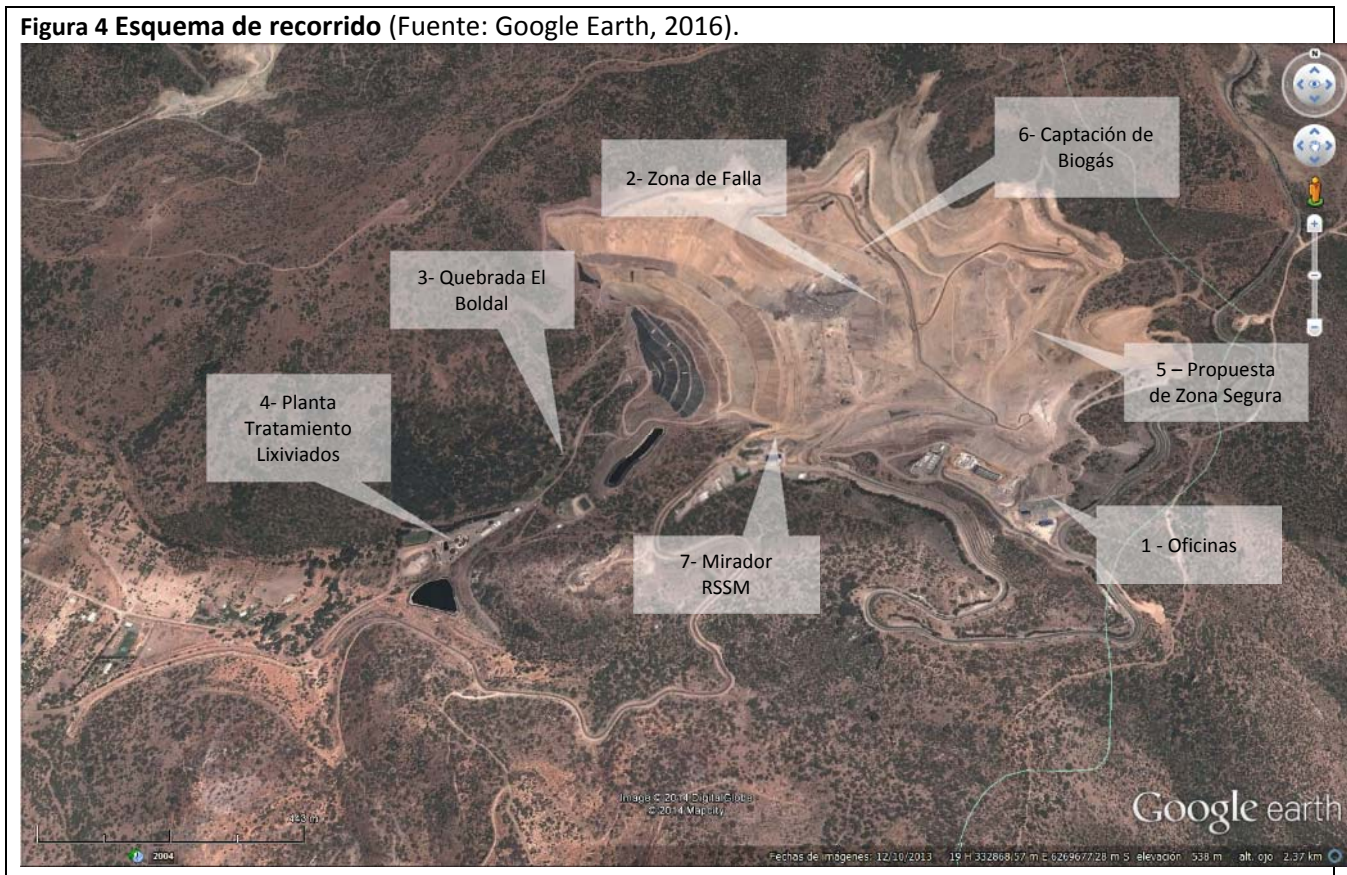 Figura 4 Esquema de recorrido (Fuente: Google Earth, 2016).
N
6- Captación de
Biogás
2- Zona de Falla
3- Quebrada El
Boldal
5 – Propuesta
de Zona Segura
4- Planta
Tratamiento
Lixiviados
7- Mirador
RSSM
1 - Oficinas
Image © 2014 DigitalGlobe
© 2014 Mapcity
Google earth
443 m
2004
Fechas de imágenes: 12/10/2013 19 H 332868.57 m E 6269677.28 m S elevación 538 m alt. ojo 2.37 km